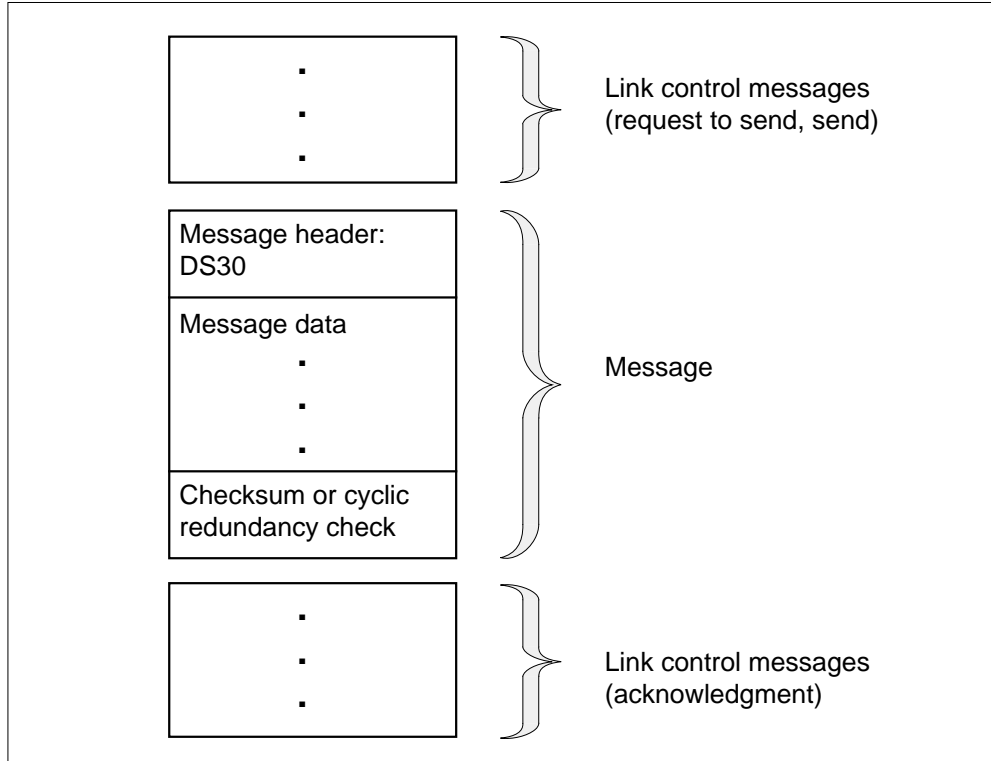 Link control messages
(request to send, send)
Message header:
DS30
Message data
Message
Checksum or cyclic
redundancy check
Link control messages
(acknowledgment)